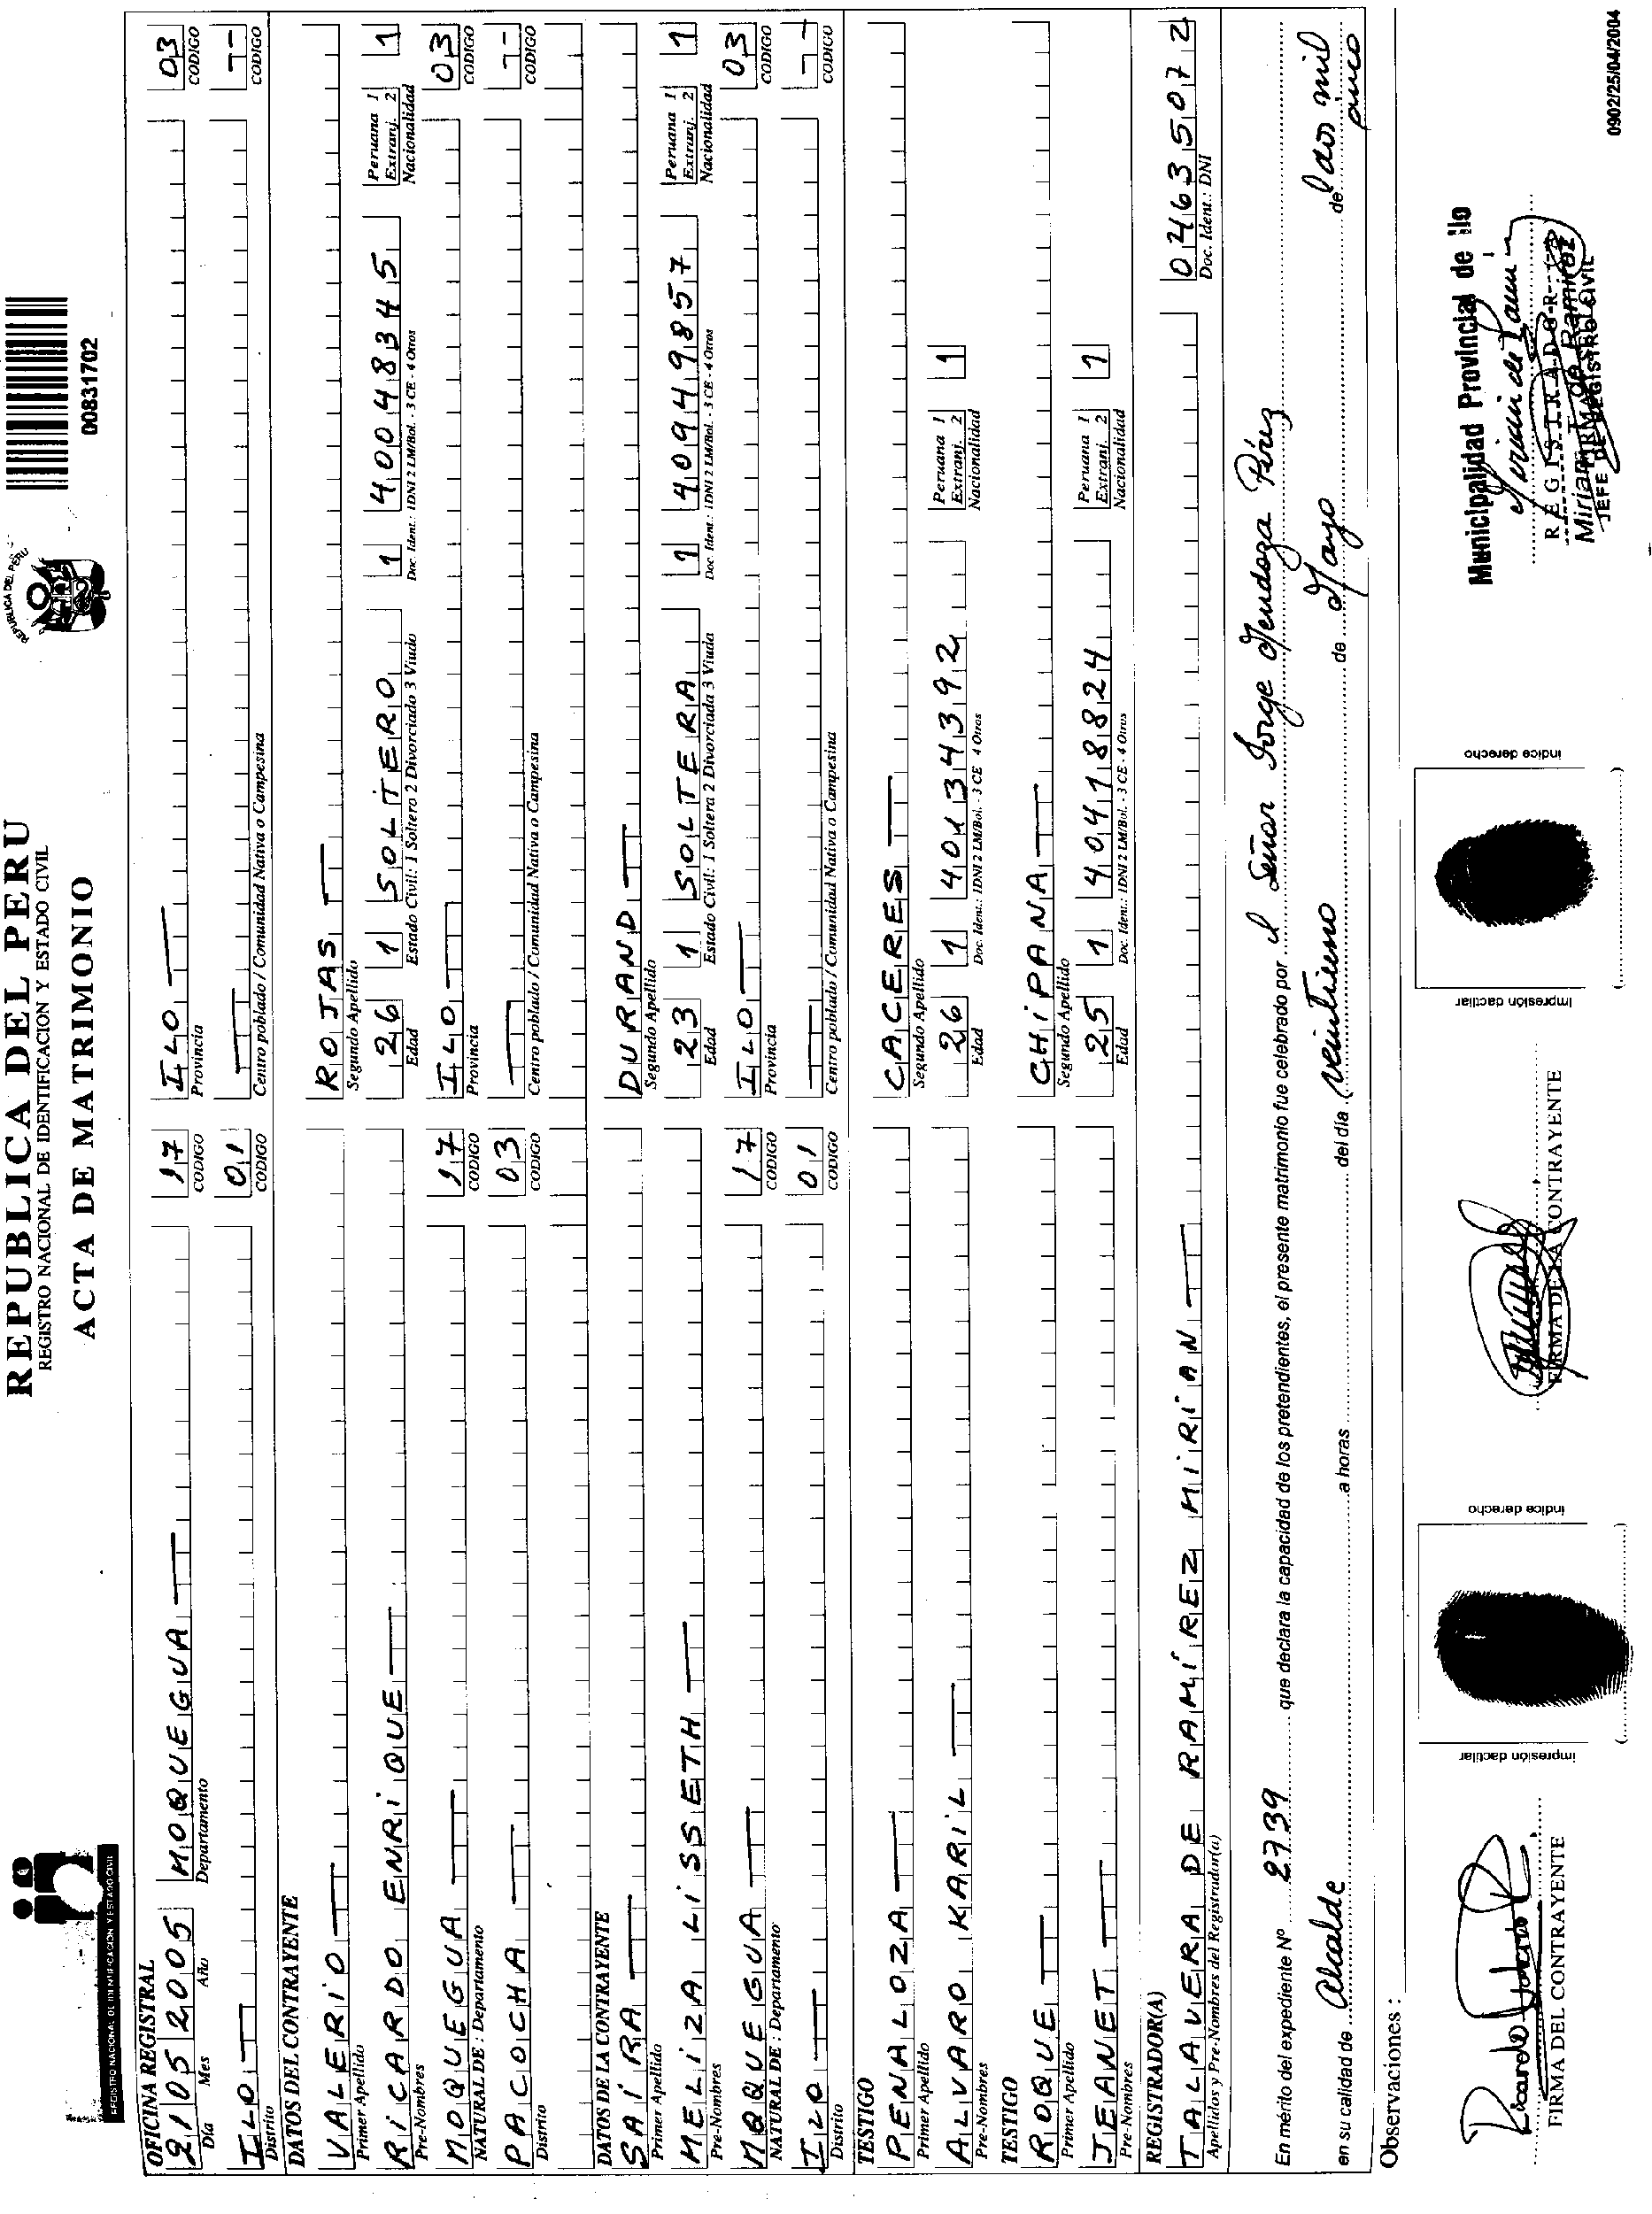 REGISTRO NACIONAL DE IDENTIFICACION Y ESTADO CIVIL
REPUBLICA DEL PERU
REGISTRO NACIONAL DE IDENTIFICACION Y ESTADO CIVIL
ACTA DE MATRIMONIO
REPUBLICA DEL PERU
00831702
OFICINA REGISTRAL
21 05 2005 MOQUEGUA 17 ILO 03
Día Mes Año Departamento CODIGO Provincia CODIGO
ILO 01
Distrito CODIGO Centro poblado / Comunidad Nativa o Campesina CODIGO
DATOS DEL CONTRAYENTE
VALERIO ROJAS
Primer Apellido Segundo Apellido
RICARDO ENRIQUE 26 1 SOLTERO 1 40048345 Peruana 1 Extranj. 2 1
Pre-Nombres Edad Estado Civil: 1 Soltero 2 Divorciado 3 Viudo Doc. Ident.: 1DNI 2 LM/Bol. - 3 CE - 4 Otros Nacionalidad
MOQUEGUA 17 ILO 03
NATURAL DE : Departamento CODIGO Provincia CODIGO
PACOCHA 03
Distrito CODIGO Centro poblado / Comunidad Nativa o Campesina CODIGO
DATOS DE LA CONTRAYENTE
SAIRA DURAND
Primer Apellido Segundo Apellido
MELIZA LISSETH 23 1 SOLTERA 1 40949857 Peruana 1 Extranj. 2 1
Pre-Nombres Edad Estado Civil: 1 Soltera 2 Divorciada 3 Viuda Doc. Ident.: 1DNI 2 LM/Bol. - 3 CE - 4 Otros Nacionalidad
MOQUEGUA 17 ILO 03
NATURAL DE : Departamento CODIGO Provincia CODIGO
ILO 01
Distrito CODIGO Centro poblado / Comunidad Nativa o Campesina CODIGO
TESTIGO
PENALOZA CACERES
Primer Apellido Segundo Apellido
ALVARO KARIL 26 1 40134392 Peruana 1 Extranj. 2 1
Pre-Nombres Edad Doc. Ident.: 1DNI 2 LM/Bol. - 3 CE 4 Otros Nacionalidad
TESTIGO
ROQUE CHIPANA
Primer Apellido Segundo Apellido
JEANET 25 1 40418824 Peruana 1 Extranj. 2 1
Pre-Nombres Edad Doc. Ident.: 1DNI 2 LM/Bol. - 3 CE - 4 Otros Nacionalidad
REGISTRADOR(A)
TALAVERA DE RAMÍREZ MIRIAN 04635072
Apellidos y Pre-Nombres del Registrador(a) Doc. Ident.: DNI
En mérito del expediente Nº 2739 que declara la capacidad de los pretendientes, el presente matrimonio fue celebrado por el Señor Jorge Mendoza Pérez
en su calidad de Alcalde a horas del día veintiuno de Mayo de dos mil cinco
Observaciones :
FIRMA DEL CONTRAYENTE
impresión dactilar
índice derecho
FIRMA DE LA CONTRAYENTE
impresión dactilar
índice derecho
Municipalidad Provincial de Ilo
REGISTRADOR
Mirian T. de Ramirez
JEFE DE REGISTRO CIVIL
0902/25/04/2004